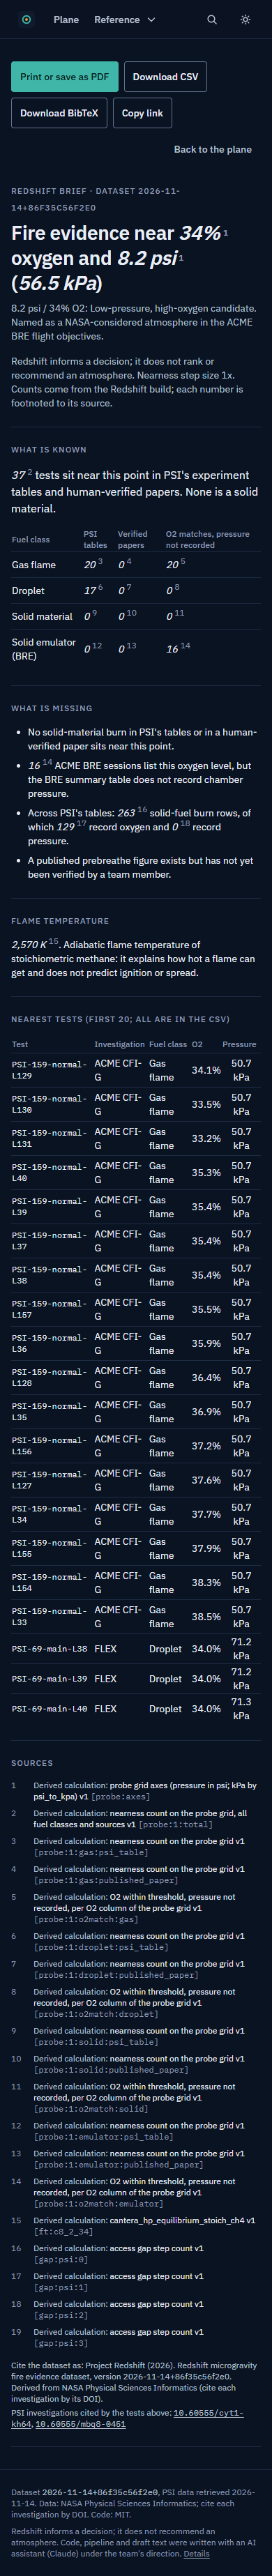 Plane Reference
Print or save as PDF Download CSV
Download BibTeX Copy link
Back to the plane
REDSHIFT BRIEF · DATASET 2026-11-
14+86F35C56F2E0
Fire evidence near 34% 1
oxygen and 8.2 psi 1
(56.5 kPa)
8.2 psi / 34% O2: Low-pressure, high-oxygen candidate.
Named as a NASA-considered atmosphere in the ACME
BRE flight objectives.
Redshift informs a decision; it does not rank or
recommend an atmosphere. Nearness step size 1x.
Counts come from the Redshift build; each number is
footnoted to its source.
WHAT IS KNOWN
37 2 tests sit near this point in PSI's experiment
tables and human-verified papers. None is a solid
material.
Fuel class PSI tables Verified papers O2 matches, pressure not recorded
Gas flame 20 3 0 4 20 5
Droplet 17 6 0 7 0 8
Solid material 0 9 0 10 0 11
Solid emulator (BRE) 0 12 0 13 16 14
WHAT IS MISSING
• No solid-material burn in PSI's tables or in a human-
verified paper sits near this point.
• 16 14 ACME BRE sessions list this oxygen level, but
the BRE summary table does not record chamber
pressure.
• Across PSI's tables: 263 16 solid-fuel burn rows, of
which 129 17 record oxygen and 0 18 record
pressure.
• A published prebreathe figure exists but has not yet
been verified by a team member.
FLAME TEMPERATURE
2,570 K 15. Adiabatic flame temperature of
stoichiometric methane: it explains how hot a flame can
get and does not predict ignition or spread.
NEAREST TESTS (FIRST 20; ALL ARE IN THE CSV)
Test Investigation Fuel class O2 Pressure
PSI-159-normal-L129 ACME CFI-G Gas flame 34.1% 50.7 kPa
PSI-159-normal-L130 ACME CFI-G Gas flame 33.5% 50.7 kPa
PSI-159-normal-L131 ACME CFI-G Gas flame 33.2% 50.7 kPa
PSI-159-normal-L40 ACME CFI-G Gas flame 35.3% 50.7 kPa
PSI-159-normal-L39 ACME CFI-G Gas flame 35.4% 50.7 kPa
PSI-159-normal-L37 ACME CFI-G Gas flame 35.4% 50.7 kPa
PSI-159-normal-L38 ACME CFI-G Gas flame 35.4% 50.7 kPa
PSI-159-normal-L157 ACME CFI-G Gas flame 35.5% 50.7 kPa
PSI-159-normal-L36 ACME CFI-G Gas flame 35.9% 50.7 kPa
PSI-159-normal-L128 ACME CFI-G Gas flame 36.4% 50.7 kPa
PSI-159-normal-L35 ACME CFI-G Gas flame 36.9% 50.7 kPa
PSI-159-normal-L156 ACME CFI-G Gas flame 37.2% 50.7 kPa
PSI-159-normal-L127 ACME CFI-G Gas flame 37.6% 50.7 kPa
PSI-159-normal-L34 ACME CFI-G Gas flame 37.7% 50.7 kPa
PSI-159-normal-L155 ACME CFI-G Gas flame 37.9% 50.7 kPa
PSI-159-normal-L154 ACME CFI-G Gas flame 38.3% 50.7 kPa
PSI-159-normal-L33 ACME CFI-G Gas flame 38.5% 50.7 kPa
PSI-69-main-L38 FLEX Droplet 34.0% 71.2 kPa
PSI-69-main-L39 FLEX Droplet 34.0% 71.2 kPa
PSI-69-main-L40 FLEX Droplet 34.0% 71.3 kPa
SOURCES
1 Derived calculation: probe grid axes (pressure in psi; kPa by
psi_to_kpa) v1 [probe:axes]
2 Derived calculation: nearness count on the probe grid, all
fuel classes and sources v1 [probe:1:total]
3 Derived calculation: nearness count on the probe grid v1
[probe:1:gas:psi_table]
4 Derived calculation: nearness count on the probe grid v1
[probe:1:gas:published_paper]
5 Derived calculation: O2 within threshold, pressure not
recorded, per O2 column of the probe grid v1
[probe:1:o2match:gas]
6 Derived calculation: nearness count on the probe grid v1
[probe:1:droplet:psi_table]
7 Derived calculation: nearness count on the probe grid v1
[probe:1:droplet:published_paper]
8 Derived calculation: O2 within threshold, pressure not
recorded, per O2 column of the probe grid v1
[probe:1:o2match:droplet]
9 Derived calculation: nearness count on the probe grid v1
[probe:1:solid:psi_table]
10 Derived calculation: nearness count on the probe grid v1
[probe:1:solid:published_paper]
11 Derived calculation: O2 within threshold, pressure not
recorded, per O2 column of the probe grid v1
[probe:1:o2match:solid]
12 Derived calculation: nearness count on the probe grid v1
[probe:1:emulator:psi_table]
13 Derived calculation: nearness count on the probe grid v1
[probe:1:emulator:published_paper]
14 Derived calculation: O2 within threshold, pressure not
recorded, per O2 column of the probe grid v1
[probe:1:o2match:emulator]
15 Derived calculation: cantera_hp_equilibrium_stoich_ch4 v1
[ft:c8_2_34]
16 Derived calculation: access gap step count v1
[gap:psi:0]
17 Derived calculation: access gap step count v1
[gap:psi:1]
18 Derived calculation: access gap step count v1
[gap:psi:2]
19 Derived calculation: access gap step count v1
[gap:psi:3]
Cite the dataset as: Project Redshift (2026). Redshift microgravity
fire evidence dataset, version 2026-11-14+86f35c56f2e0.
Derived from NASA Physical Sciences Informatics (cite each
investigation by its DOI).
PSI investigations cited by the tests above: 10.60555/cyt1-
kh64, 10.60555/mbq8-0451
Dataset 2026-11-14+86f35c56f2e0, PSI data retrieved 2026-
11-14. Data: NASA Physical Sciences Informatics; cite each
investigation by DOI. Code: MIT.
Redshift informs a decision; it does not recommend an
atmosphere. Code, pipeline and draft text were written with an AI
assistant (Claude) under the team's direction. Details